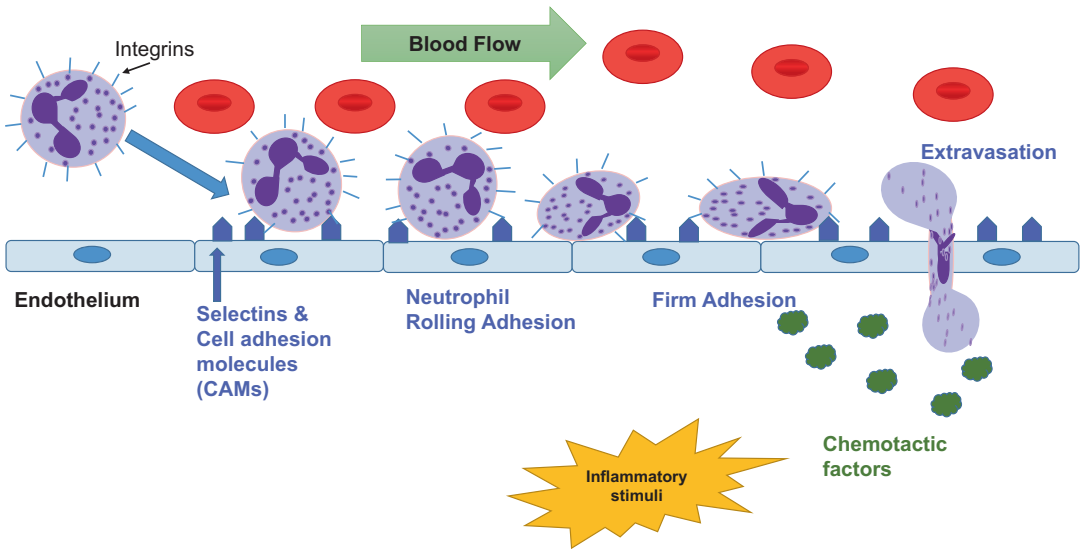 Integrins
Blood Flow
Extravasation
Endothelium
Selectins &
Cell adhesion
molecules
(CAMs)
Neutrophil
Rolling Adhesion
Firm Adhesion
Chemotactic
factors
Inflammatory
stimuli